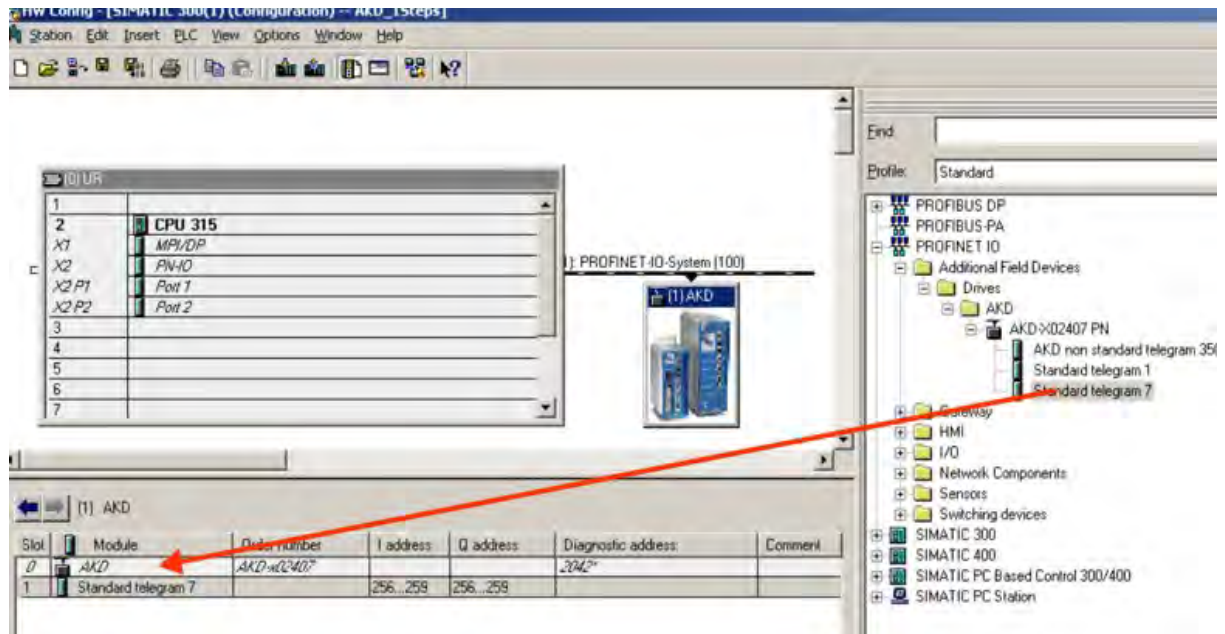 HW Config - [SIMATIC 300(1) (Configuration) -- AKD_1Steps]
Station Edit Insert PLC View Options Window Help
(0) UR
1
2 CPU 315
X1 MPI/DP
X2 PN-IO
X2 P1 Port 1
X2 P2 Port 2
3
4
5
6
7
): PROFINET-IO-System (100)
(1) AKD
Find
Profile: Standard
PROFIBUS DP
PROFIBUS-PA
PROFINET IO
Additional Field Devices
Drives
AKD
AKD-X02407 PN
AKD non standard telegram 350
Standard telegram 1
Standard telegram 7
Gateway
HMI
I/O
Network Components
Sensors
Switching devices
SIMATIC 300
SIMATIC 400
SIMATIC PC Based Control 300/400
SIMATIC PC Station
(1) AKD
Slot Module Order number I address Q address Diagnostic address: Comment
0 AKD AKD-x02407 2042*
1 Standard telegram 7 256...259 256...259